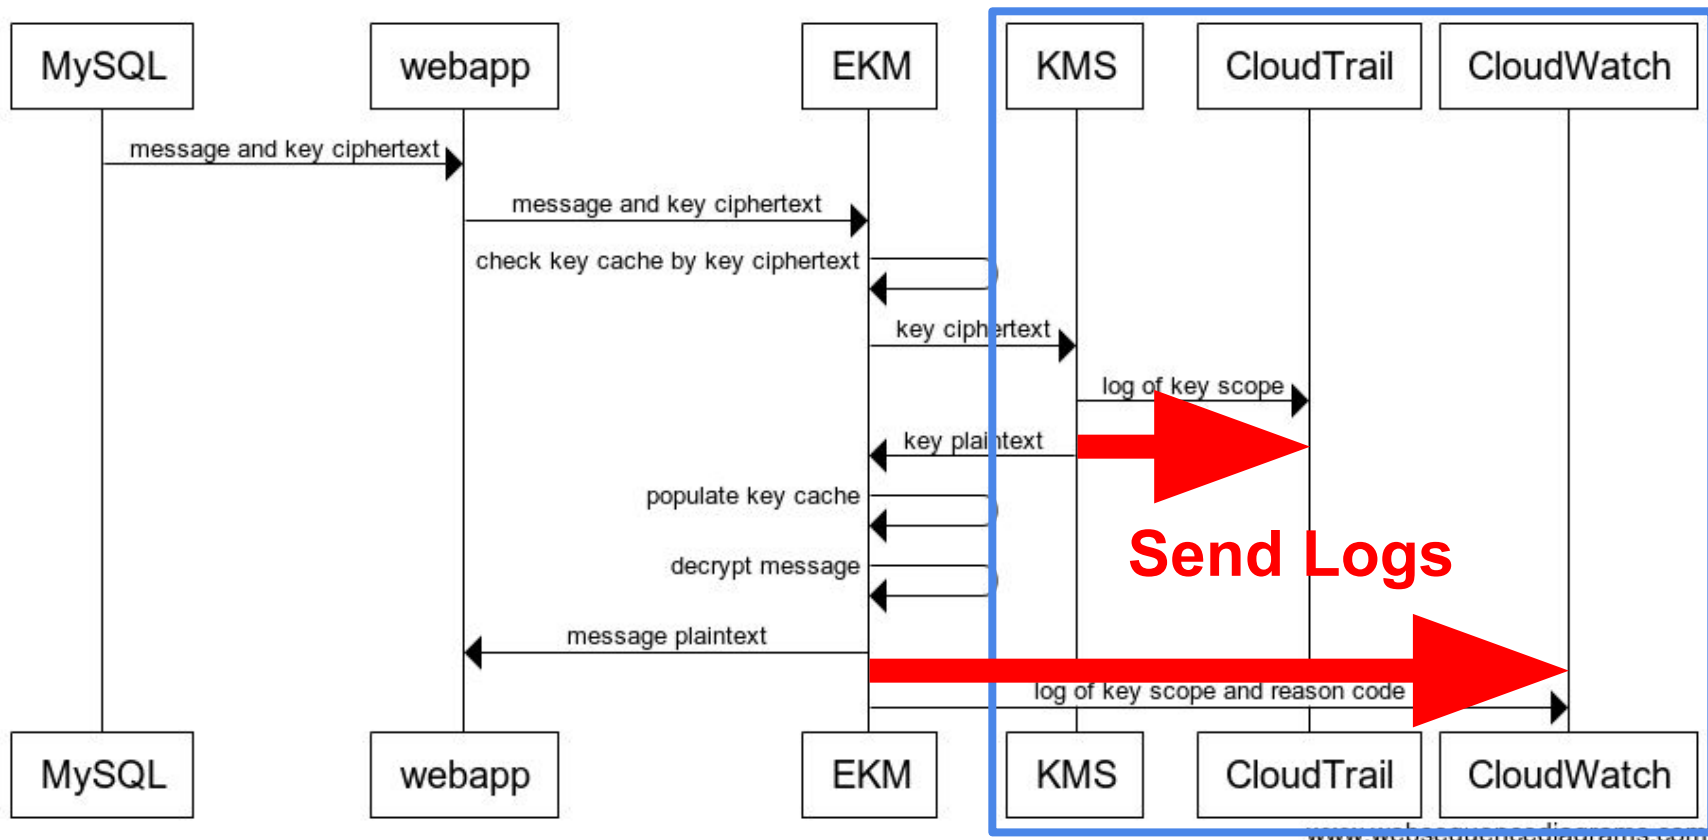 MySQL
webapp
EKM
KMS
CloudTrail
CloudWatch
message and key ciphertext
message and key ciphertext
check key cache by key ciphertext
key ciphertext
log of key scope
key plaintext
populate key cache
Send Logs
decrypt message
message plaintext
log of key scope and reason code
MySQL
webapp
EKM
KMS
CloudTrail
CloudWatch